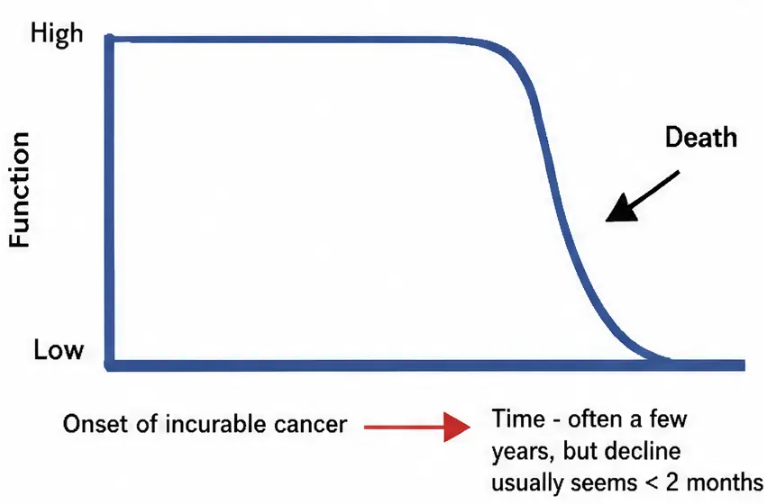 High
Function
Death
Low
Onset of incurable cancer
Time - often a few
years, but decline
usually seems < 2 months